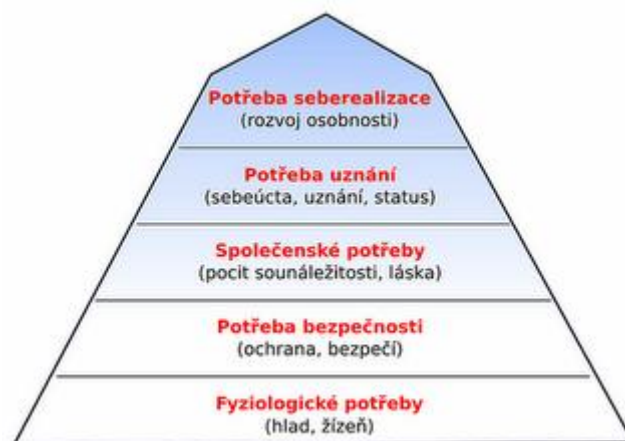 Potřeba seberealizace
(rozvoj osobnosti)
Potřeba uznání
(sebeúcta, uznání, status)
Společenské potřeby
(pocit sounáležitosti, láska)
Potřeba bezpečnosti
(ochrana, bezpečí)
Fyziologické potřeby
(hlad, žízeň)